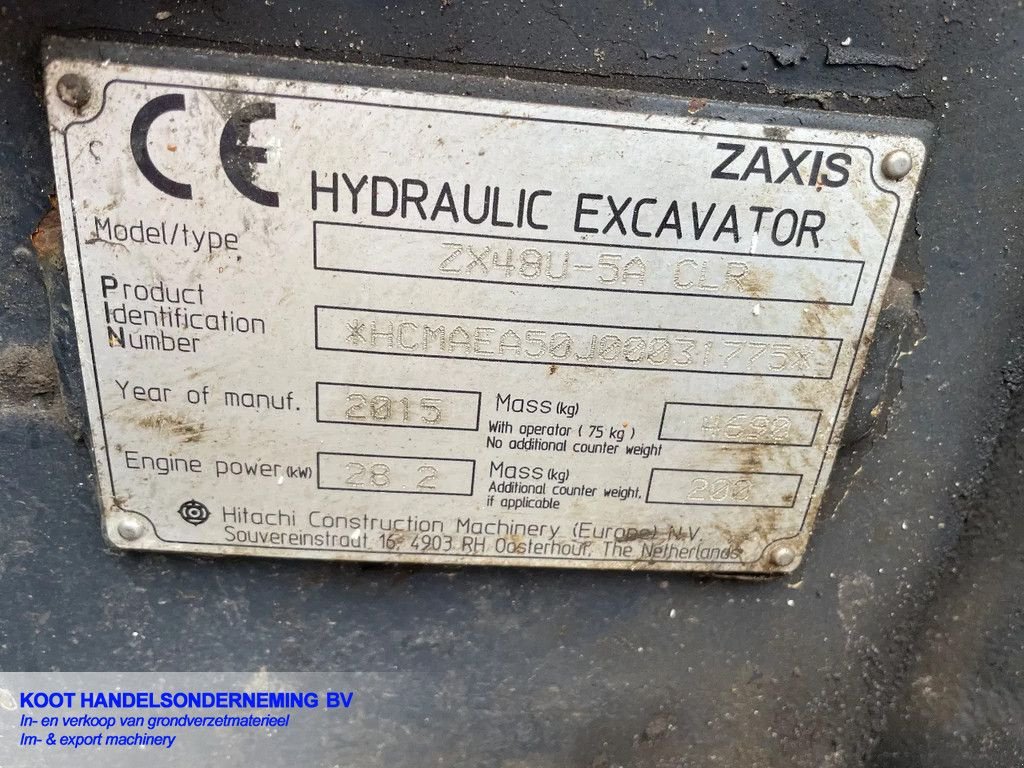 CE
ZAXIS
HYDRAULIC EXCAVATOR
Model/type ZX48U-5A CLR
Product
Identification
Number
*HCMAEA50J00031775*
Year of manuf. 2015
Mass (kg)
With operator (75 kg)
No additional counter weight
4690
Engine power (kW) 28.2
Mass (kg)
Additional counter weight,
if applicable
200
Hitachi Construction Machinery (Europe) N.V.
Souvereinstraat 16, 4903 RH Oosterhout, The Netherlands
KOOT HANDELSONDERNEMING BV
In- en verkoop van grondverzetmaterieel
Im- & export machinery